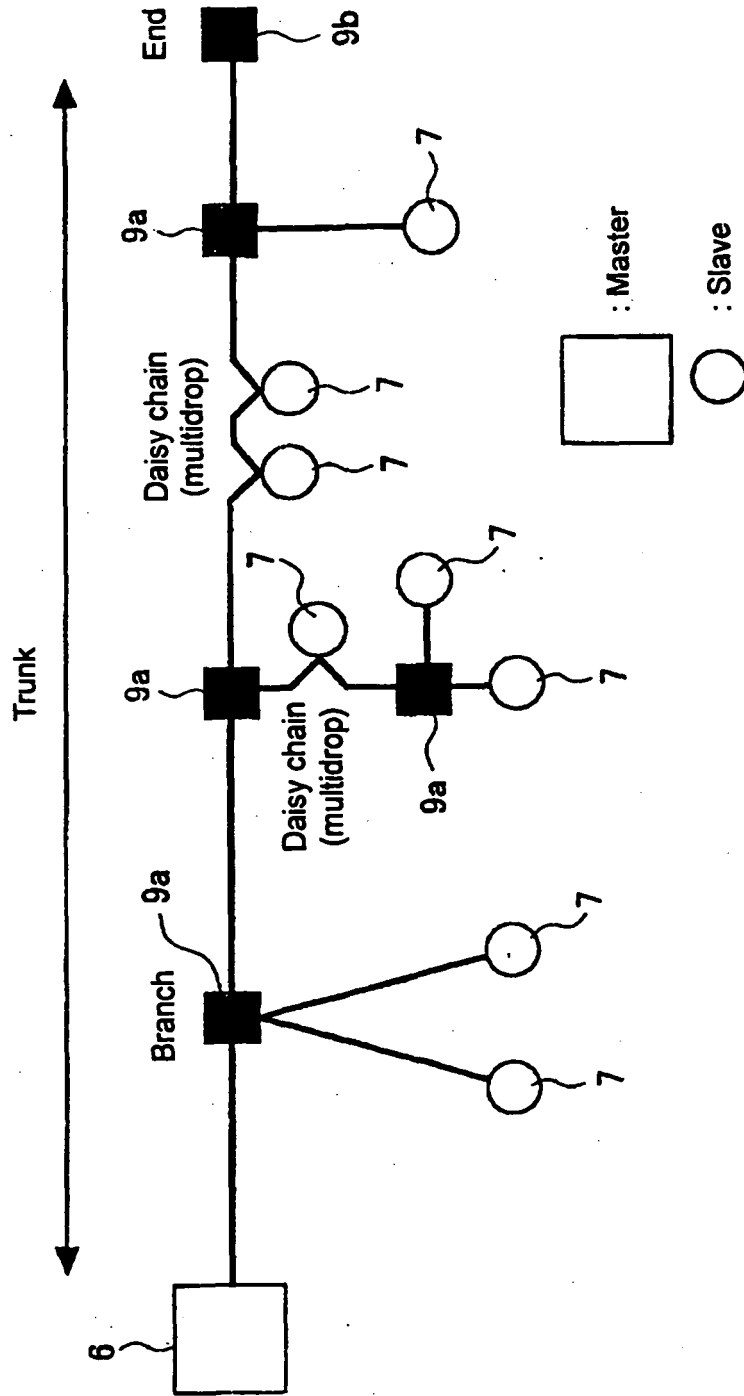 Trunk
6
Branch
9a
7
7
9a
Daisy chain
(multidrop)
7
9a
7
7
Daisy chain
(multidrop)
7
7
9a
7
End
9b
: Master
: Slave